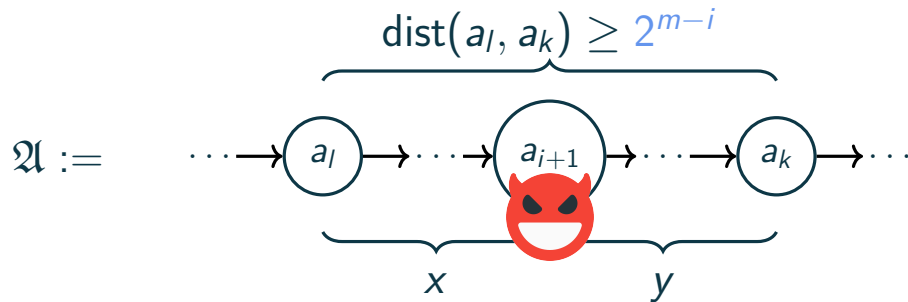 dist(a_l, a_k) ≥ 2^{m−i}
𝔄 := ··· a_l ··· a_{i+1} ··· a_k ···
x y